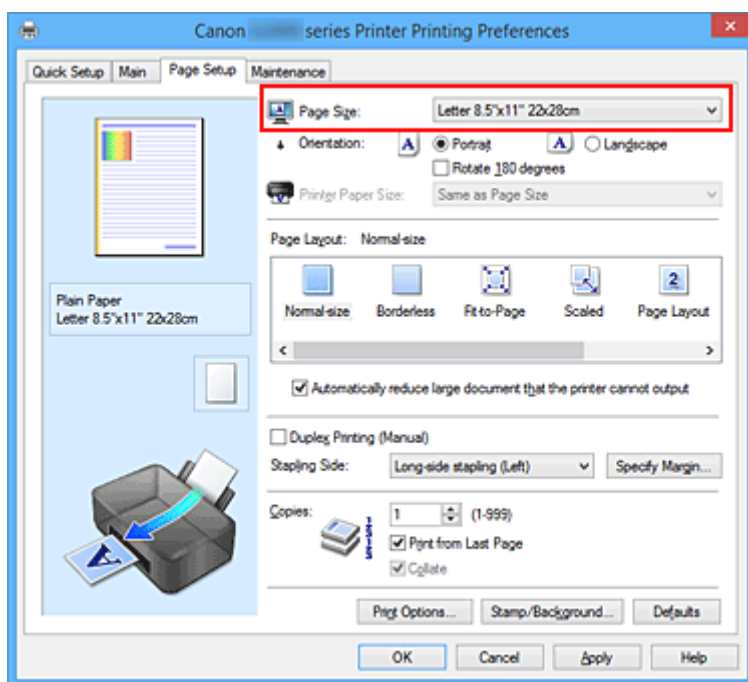 Canon series Printer Printing Preferences
Quick Setup Main Page Setup Maintenance
Page Size: Letter 8.5"x11" 22x28cm
Orientation: A Portrait A Landscape
Rotate 180 degrees
Printer Paper Size: Same as Page Size
Page Layout: Normal-size
2
Normal-size Borderless Fit-to-Page Scaled Page Layout
Automatically reduce large document that the printer cannot output
Plain Paper
Letter 8.5"x11" 22x28cm
Duplex Printing (Manual)
Stapling Side: Long-side stapling (Left) Specify Margin...
Copies: 1 (1-999)
Print from Last Page
Collate
A
Print Options... Stamp/Background... Defaults
OK Cancel Apply Help